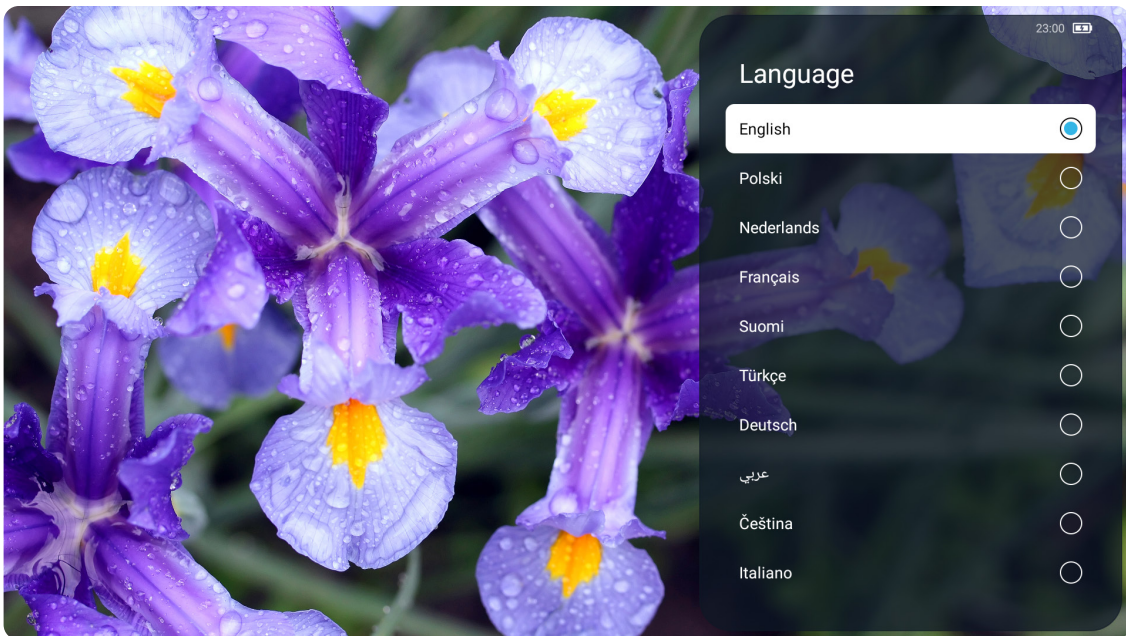 23:00
Language
English
Polski
Nederlands
Français
Suomi
Türkçe
Deutsch
عربي
Čeština
Italiano